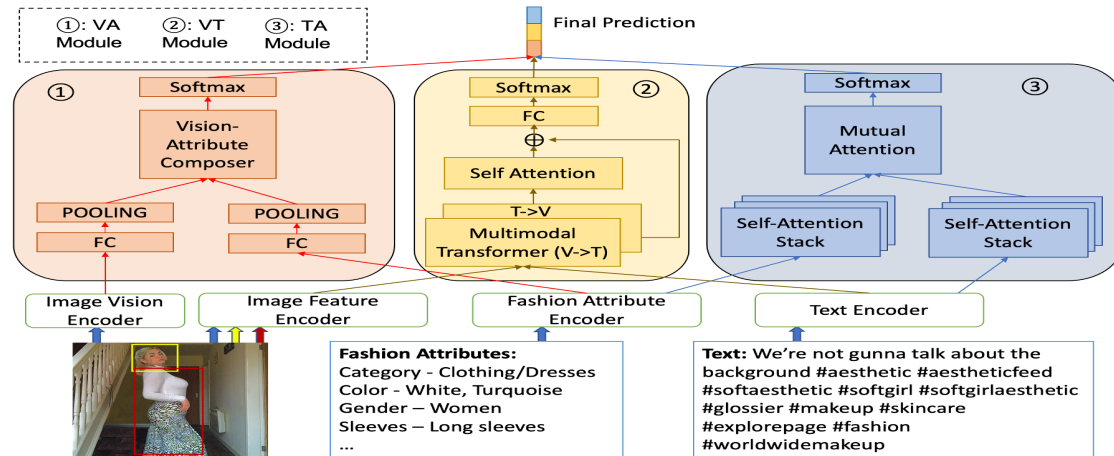 ①: VA Module
②: VT Module
③: TA Module
Final Prediction
①
Softmax
Vision-
Attribute
Composer
POOLING
POOLING
FC
FC
②
Softmax
FC
Self Attention
T->V
Multimodal
Transformer (V->T)
③
Softmax
Mutual
Attention
Self-Attention
Stack
Self-Attention
Stack
Image Vision
Encoder
Image Feature
Encoder
Fashion Attribute
Encoder
Text Encoder
Fashion Attributes:
Category - Clothing/Dresses
Color - White, Turquoise
Gender – Women
Sleeves – Long sleeves
...
Text: We're not gunna talk about the
background #aesthetic #aestheticfeed
#softaesthetic #softgirl #softgirlaesthetic
#glossier #makeup #skincare
#explorepage #fashion
#worldwidemakeup